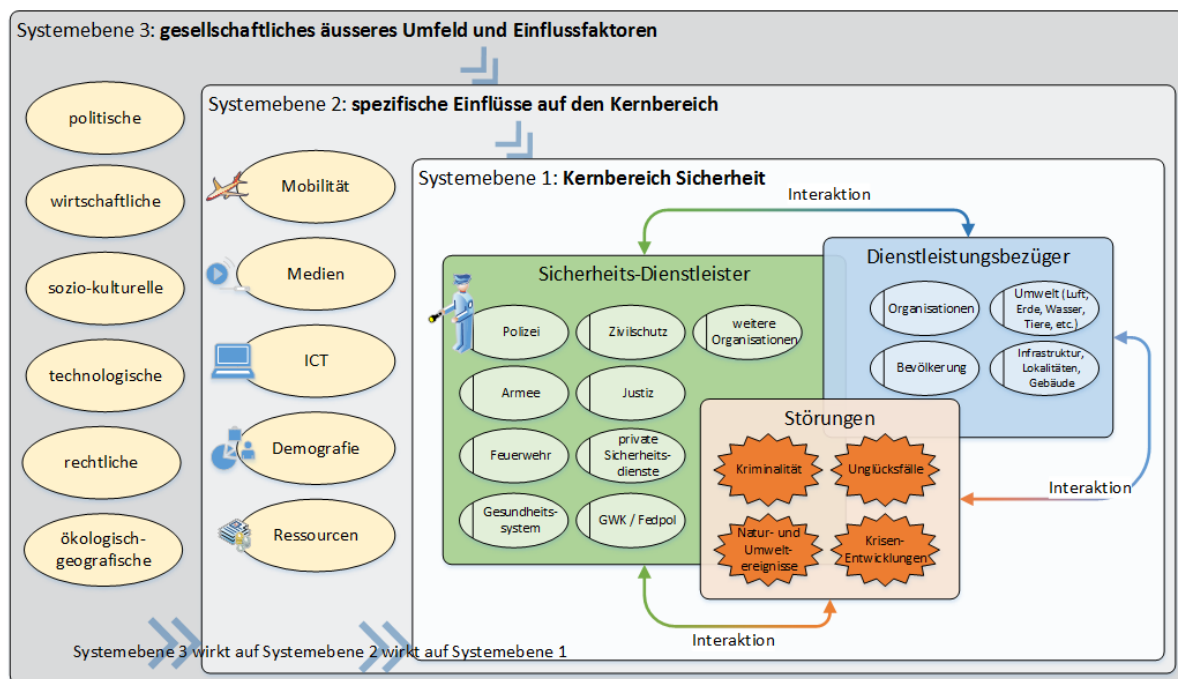 Systemebene 3: gesellschaftliches äusseres Umfeld und Einflussfaktoren
politische
wirtschaftliche
sozio-kulturelle
technologische
rechtliche
ökologisch-
geografische
Systemebene 2: spezifische Einflüsse auf den Kernbereich
Mobilität
Medien
ICT
Demografie
Ressourcen
Systemebene 1: Kernbereich Sicherheit
Interaktion
Sicherheits-Dienstleister
Polizei
Zivilschutz
weitere
Organisationen
Armee
Justiz
Feuerwehr
private
Sicherheits-
dienste
Gesundheits-
system
GWK / Fedpol
Dienstleistungsbezüger
Organisationen
Umwelt (Luft,
Erde, Wasser,
Tiere, etc.)
Bevölkerung
Infrastruktur,
Lokalitäten,
Gebäude
Störungen
Kriminalität
Unglücksfälle
Natur- und
Umwelt-
ereignisse
Krisen-
Entwicklungen
Interaktion
Interaktion
Systemebene 3 wirkt auf Systemebene 2 wirkt auf Systemebene 1